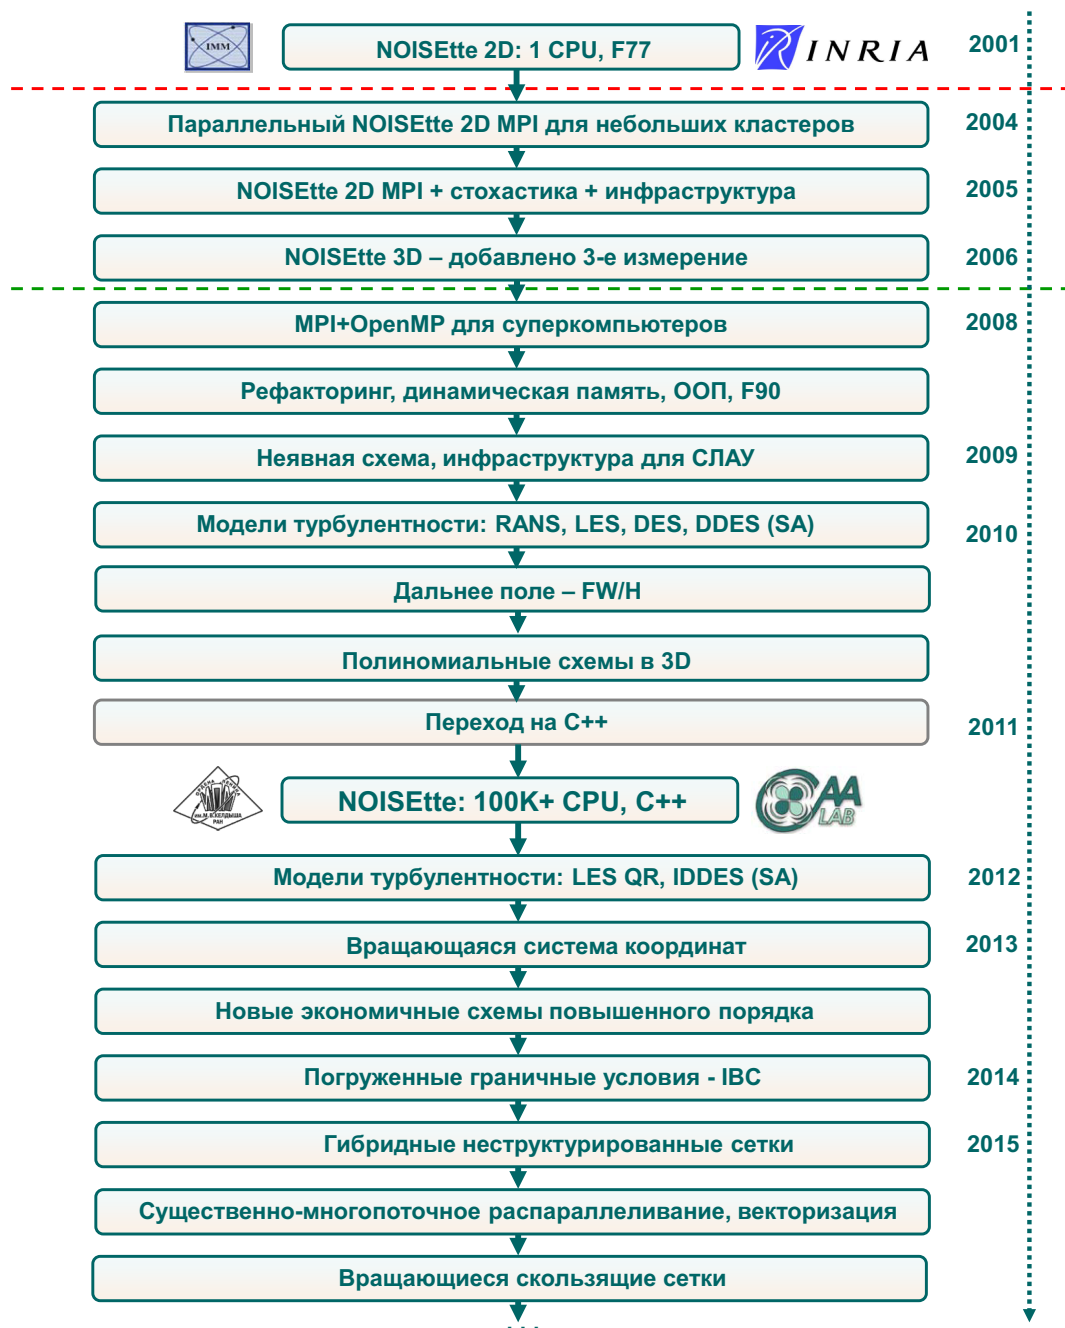 IMM
NOISEtte 2D: 1 CPU, F77
INRIA
2001
Параллельный NOISEtte 2D MPI для небольших кластеров
2004
NOISEtte 2D MPI + стохастика + инфраструктура
2005
NOISEtte 3D – добавлено 3-е измерение
2006
MPI+OpenMP для суперкомпьютеров
2008
Рефакторинг, динамическая память, ООП, F90
Неявная схема, инфраструктура для СЛАУ
2009
Модели турбулентности: RANS, LES, DES, DDES (SA)
2010
Дальнее поле – FW/H
Полиномиальные схемы в 3D
Переход на C++
2011
им.М.В.КЕЛДЫША
РАН
NOISEtte: 100K+ CPU, C++
CAA
LAB
Модели турбулентности: LES QR, IDDES (SA)
2012
Вращающаяся система координат
2013
Новые экономичные схемы повышенного порядка
Погруженные граничные условия - IBC
2014
Гибридные неструктурированные сетки
2015
Существенно-многопоточное распараллеливание, векторизация
Вращающиеся скользящие сетки